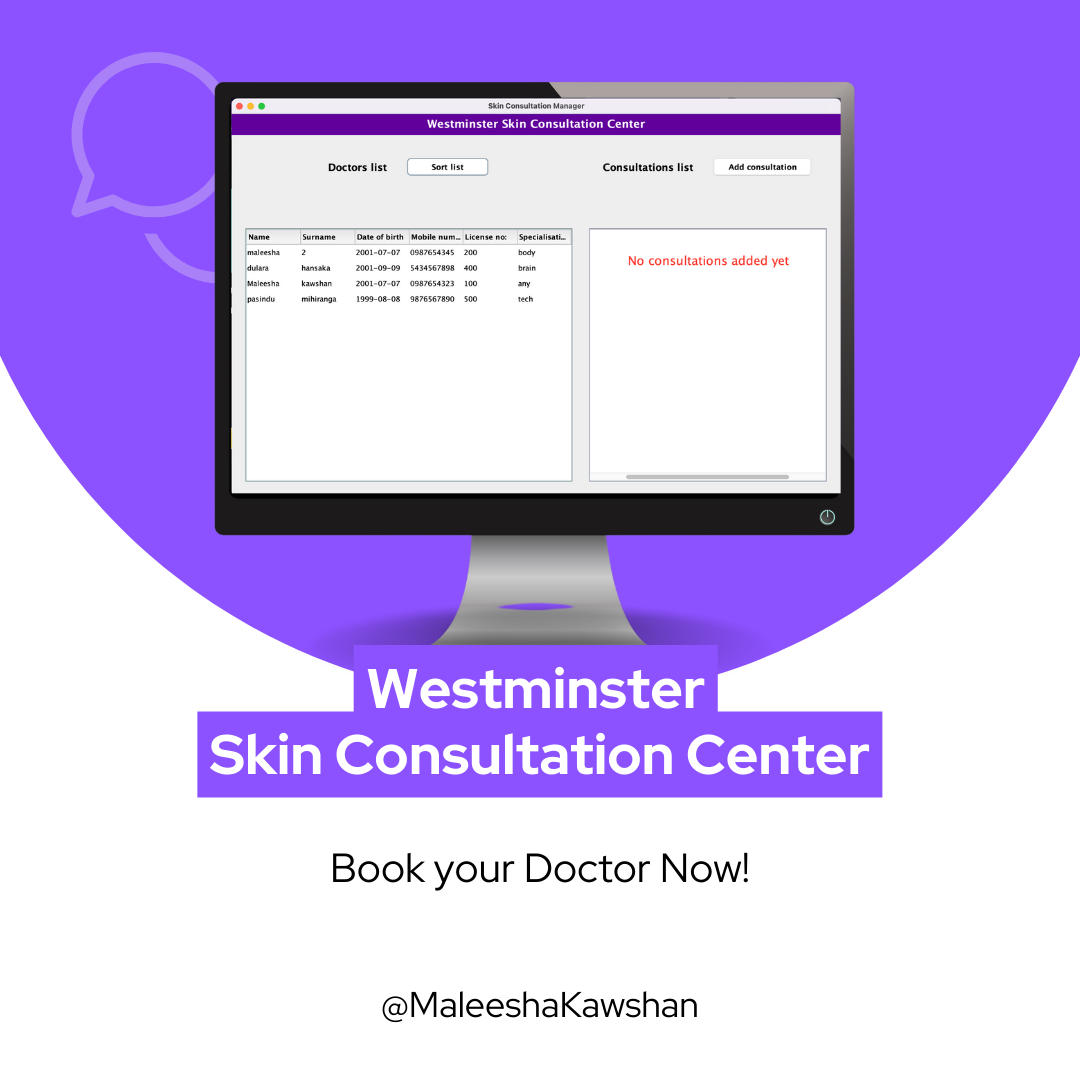 Skin Consultation Manager
Westminster Skin Consultation Center
Doctors list Sort list Consultations list Add consultation
Name Surname Date of birth Mobile num... License no: Specialisati...
maleesha 2 2001-07-07 0987654345 200 body
dulara hansaka 2001-09-09 5434567898 400 brain
Maleesha kawshan 2001-07-07 0987654323 100 any
pasindu mihiranga 1999-08-08 9876567890 500 tech
No consultations added yet
Westminster
Skin Consultation Center
Book your Doctor Now!
@MaleeshaKawshan